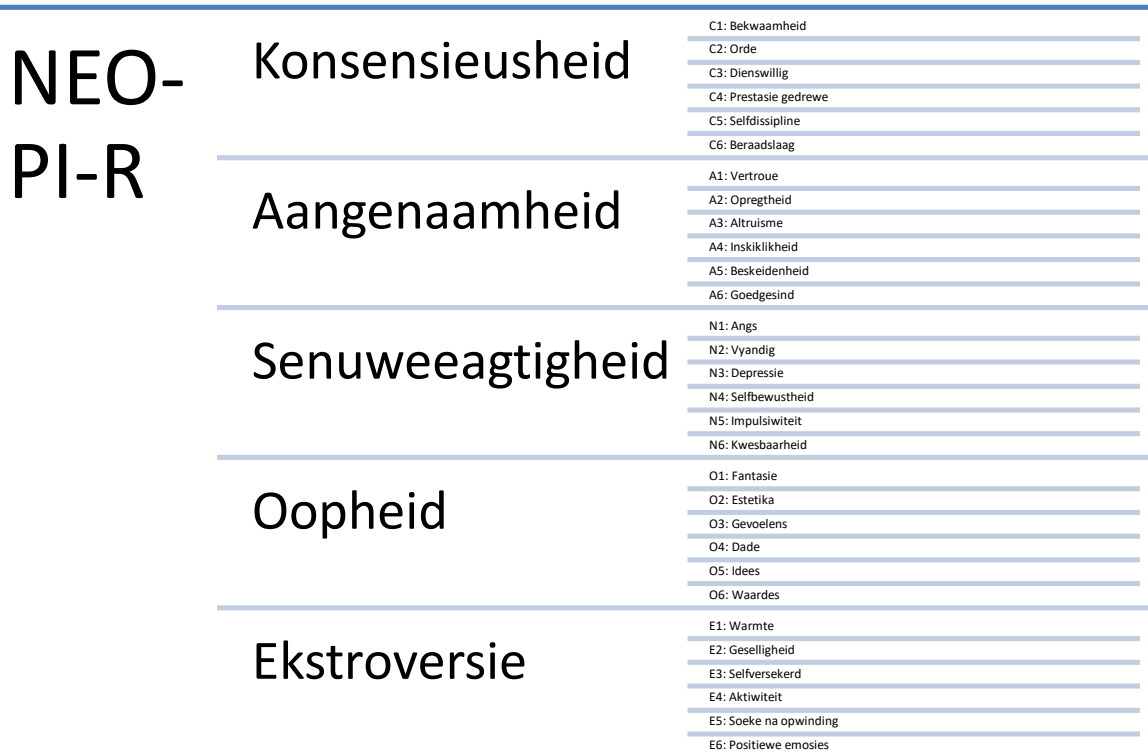 NEO-
PI-R
Konsensieusheid
C1: Bekwaamheid
C2: Orde
C3: Dienswillig
C4: Prestasie gedrewe
C5: Selfdissipline
C6: Beraadslaag
Aangenaamheid
A1: Vertroue
A2: Opregtheid
A3: Altruisme
A4: Inskiklikheid
A5: Beskeidenheid
A6: Goedgesind
Senuweeagtigheid
N1: Angs
N2: Vyandig
N3: Depressie
N4: Selfbewustheid
N5: Impulsiwiteit
N6: Kwesbaarheid
Oopheid
O1: Fantasie
O2: Estetika
O3: Gevoelens
O4: Dade
O5: Idees
O6: Waardes
Ekstroversie
E1: Warmte
E2: Geselligheid
E3: Selfversekerd
E4: Aktiwiteit
E5: Soeke na opwinding
E6: Positiewe emosies